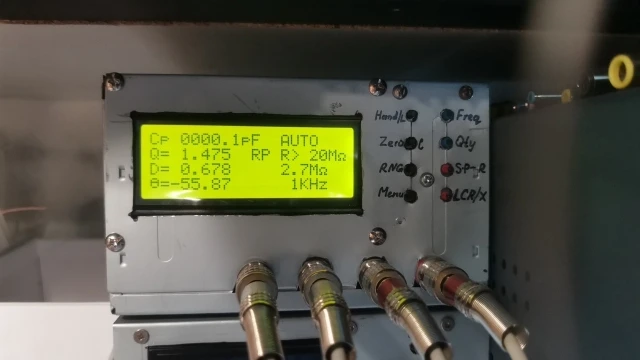 Cp 0000.1pF AUTO
Q= 1.475 RP R> 20MΩ
D= 0.678 2.7MΩ
θ=-55.87 1KHz
Freq
Zero C Qty
RNG SP-R
Menu LCR/X